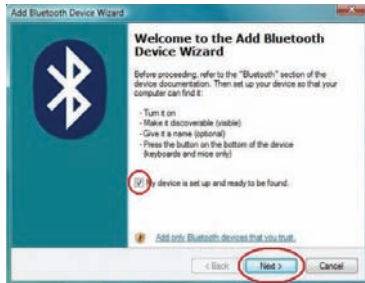 Add Bluetooth Device Wizard
Welcome to the Add Bluetooth
Device Wizard
Before proceeding, refer to the "Bluetooth" section of the
device documentation. Then set up your device so that your
computer can find it:
- Turn it on
- Make it discoverable (visible)
- Give it a name (optional)
- Press the button on the bottom of the device
(keyboards and mice only)
My device is set up and ready to be found.
Add only Bluetooth devices that you trust.
< Back
Next >
Cancel